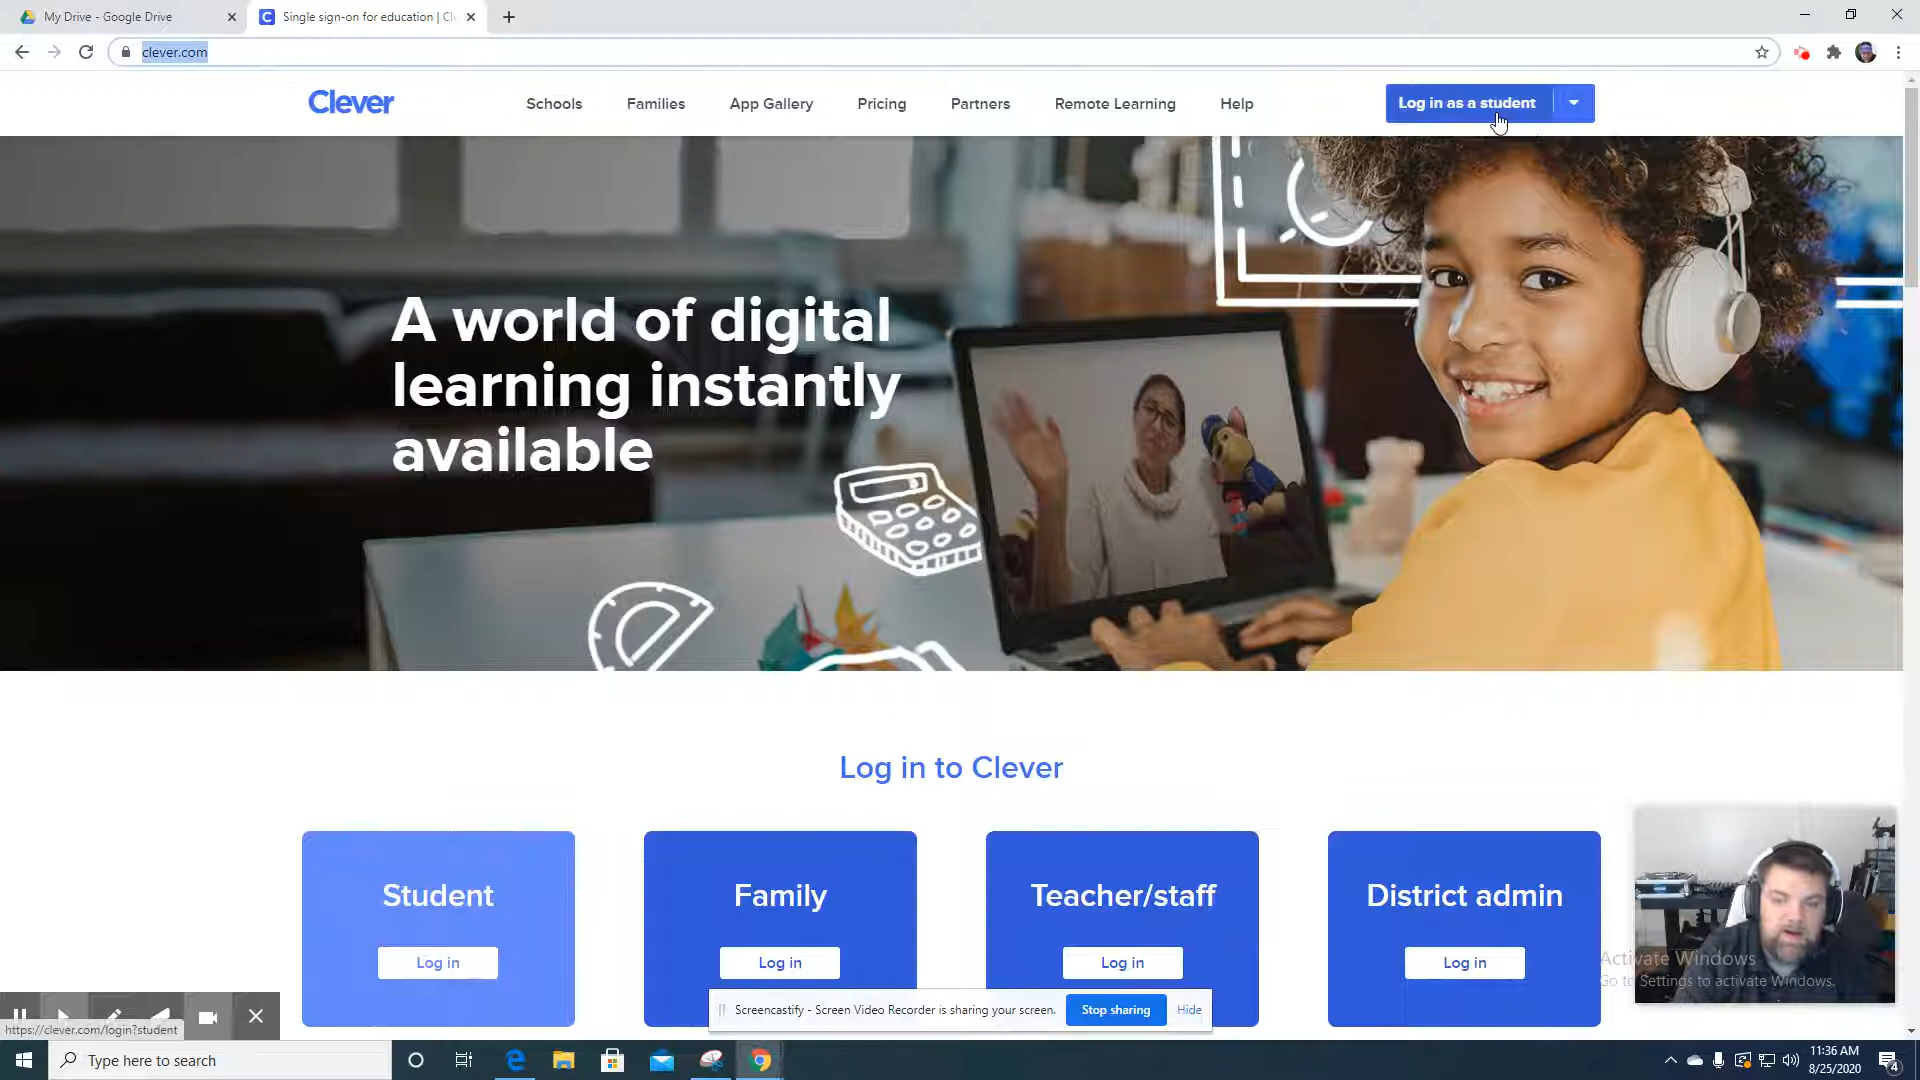 My Drive - Google Drive
Single sign-on for education | Cl
clever.com
Clever
Schools
Families
App Gallery
Pricing
Partners
Remote Learning
Help
Log in as a student
A world of digital
learning instantly
available
Log in to Clever
Student
Family
Teacher/staff
District admin
Log in
Log in
Log in
Log in
Activate Windows
Go to Settings to activate Windows.
Screencastify - Screen Video Recorder is sharing your screen.
Stop sharing
Hide
https://clever.com/login?student
Type here to search
11:36 AM
8/25/2020
4